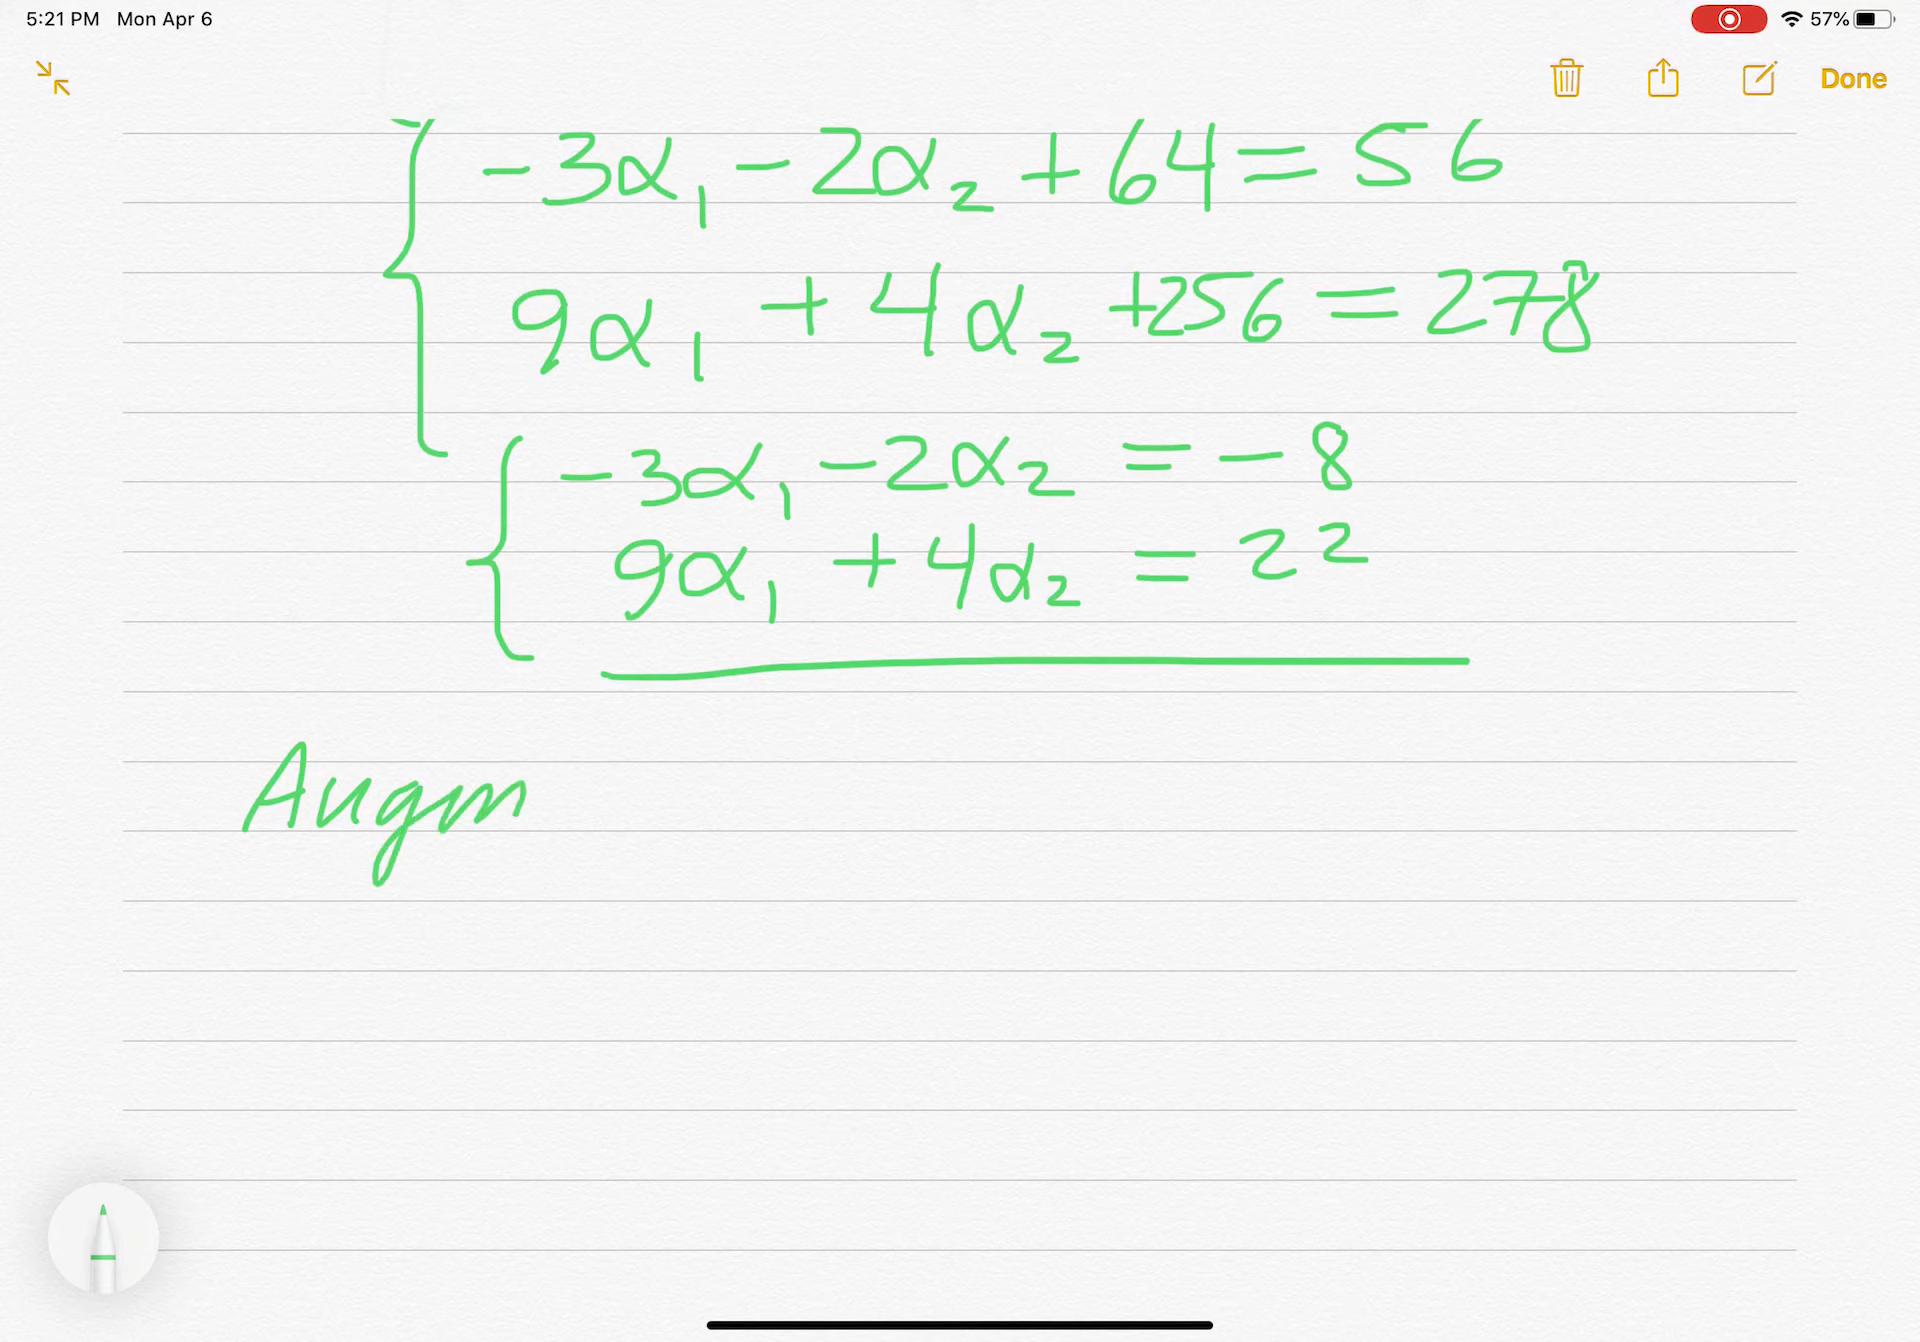 5:21 PM Mon Apr 6 57%
Done
-3α₁ -2α₂ +64=56
9α₁ +4α₂ +256=278
-3α₁ -2α₂ = -8
9α₁ +4α₂ = 22
Augm